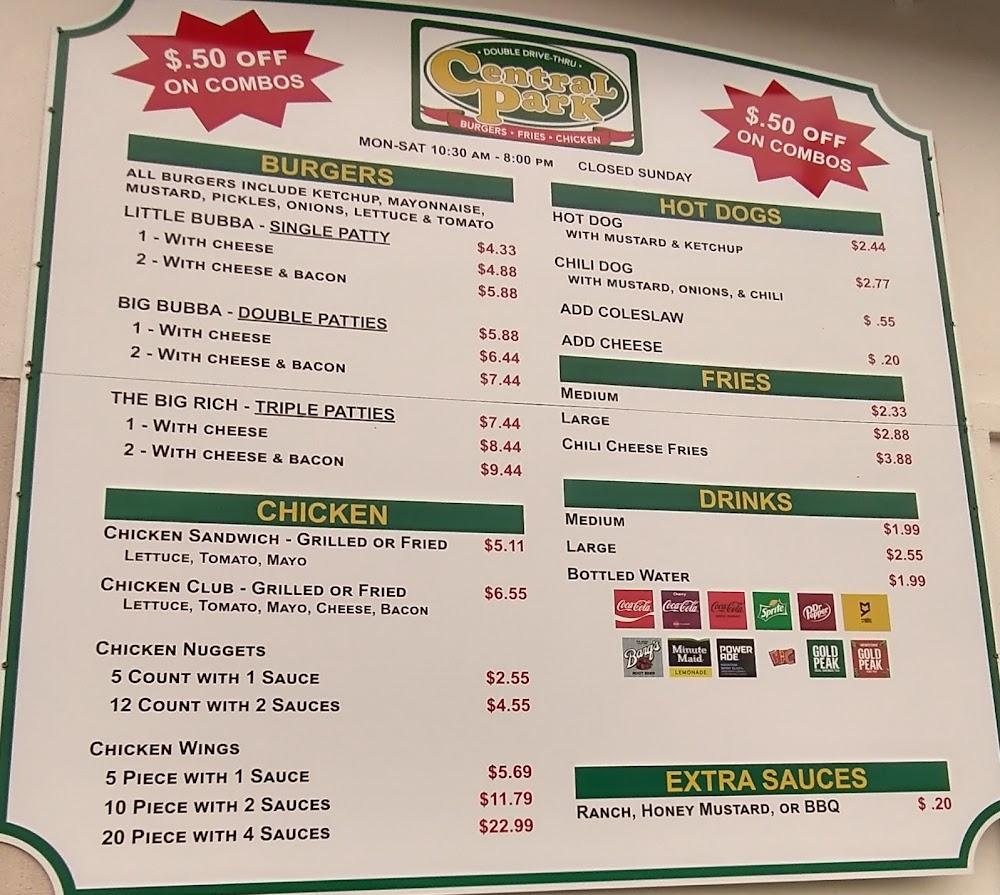 $.50 OFF
ON COMBOS
DOUBLE DRIVE-THRU
Central
Park
BURGERS • FRIES • CHICKEN
$.50 OFF
ON COMBOS
MON-SAT 10:30 AM - 8:00 PM CLOSED SUNDAY
BURGERS
ALL BURGERS INCLUDE KETCHUP, MAYONNAISE,
MUSTARD, PICKLES, ONIONS, LETTUCE & TOMATO
LITTLE BUBBA - SINGLE PATTY $4.33
1 - WITH CHEESE $4.88
2 - WITH CHEESE & BACON $5.88
BIG BUBBA - DOUBLE PATTIES $5.88
1 - WITH CHEESE $6.44
2 - WITH CHEESE & BACON $7.44
THE BIG RICH - TRIPLE PATTIES $7.44
1 - WITH CHEESE $8.44
2 - WITH CHEESE & BACON $9.44
CHICKEN
CHICKEN SANDWICH - GRILLED OR FRIED $5.11
LETTUCE, TOMATO, MAYO
CHICKEN CLUB - GRILLED OR FRIED $6.55
LETTUCE, TOMATO, MAYO, CHEESE, BACON
CHICKEN NUGGETS
5 COUNT WITH 1 SAUCE $2.55
12 COUNT WITH 2 SAUCES $4.55
CHICKEN WINGS
5 PIECE WITH 1 SAUCE $5.69
10 PIECE WITH 2 SAUCES $11.79
20 PIECE WITH 4 SAUCES $22.99
HOT DOGS
HOT DOG $2.44
WITH MUSTARD & KETCHUP
CHILI DOG $2.77
WITH MUSTARD, ONIONS, & CHILI
ADD COLESLAW $ .55
ADD CHEESE $ .20
FRIES
MEDIUM $2.33
LARGE $2.88
CHILI CHEESE FRIES $3.88
DRINKS
MEDIUM $1.99
LARGE $2.55
BOTTLED WATER $1.99
Coca-Cola
Cherry Coca-Cola
Coca-Cola
Sprite
Dr Pepper
Barq's ROOT BEER
Minute Maid LEMONADE
POWERADE
GOLD PEAK
GOLD PEAK
EXTRA SAUCES
RANCH, HONEY MUSTARD, OR BBQ $ .20